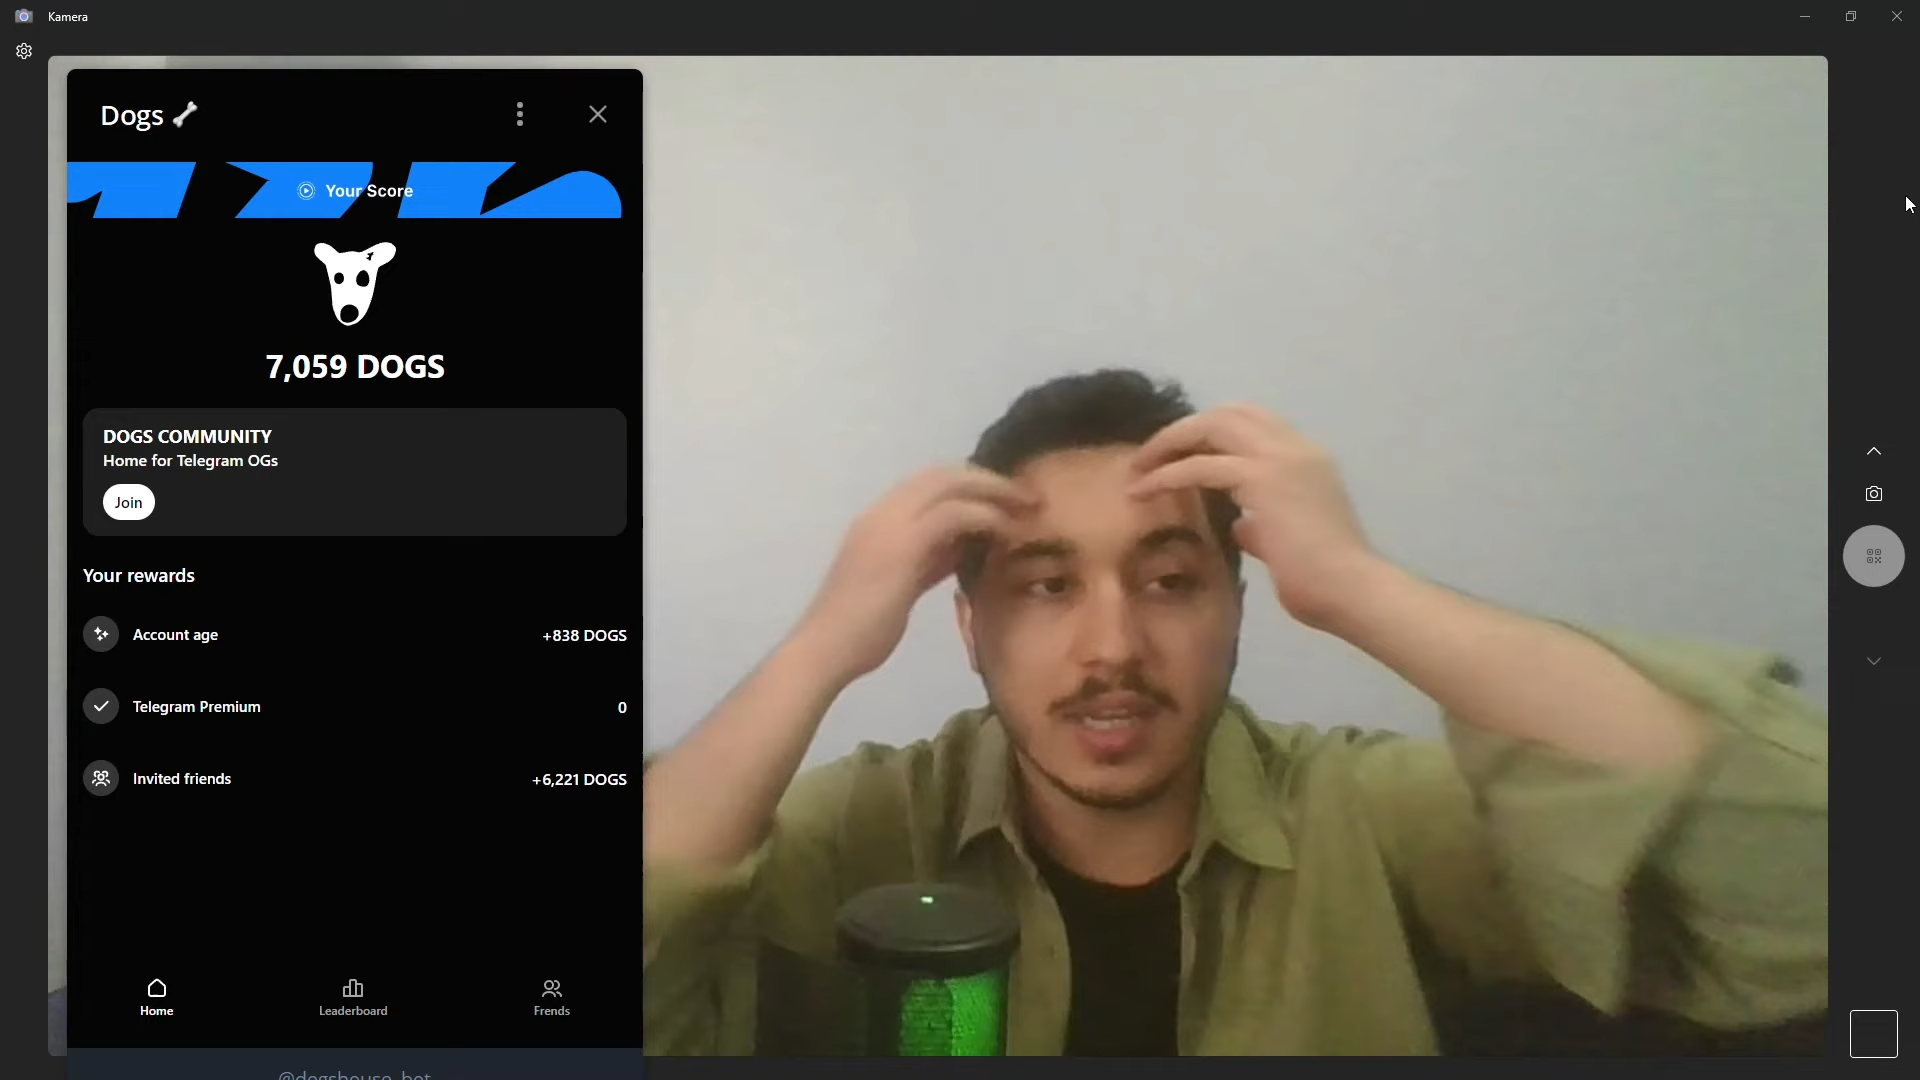 Kamera
Dogs
Your Score
7,059 DOGS
DOGS COMMUNITY
Home for Telegram OGs
Join
Your rewards
Account age +838 DOGS
Telegram Premium 0
Invited friends +6,221 DOGS
Home Leaderboard Frends
@dogshouse_bot